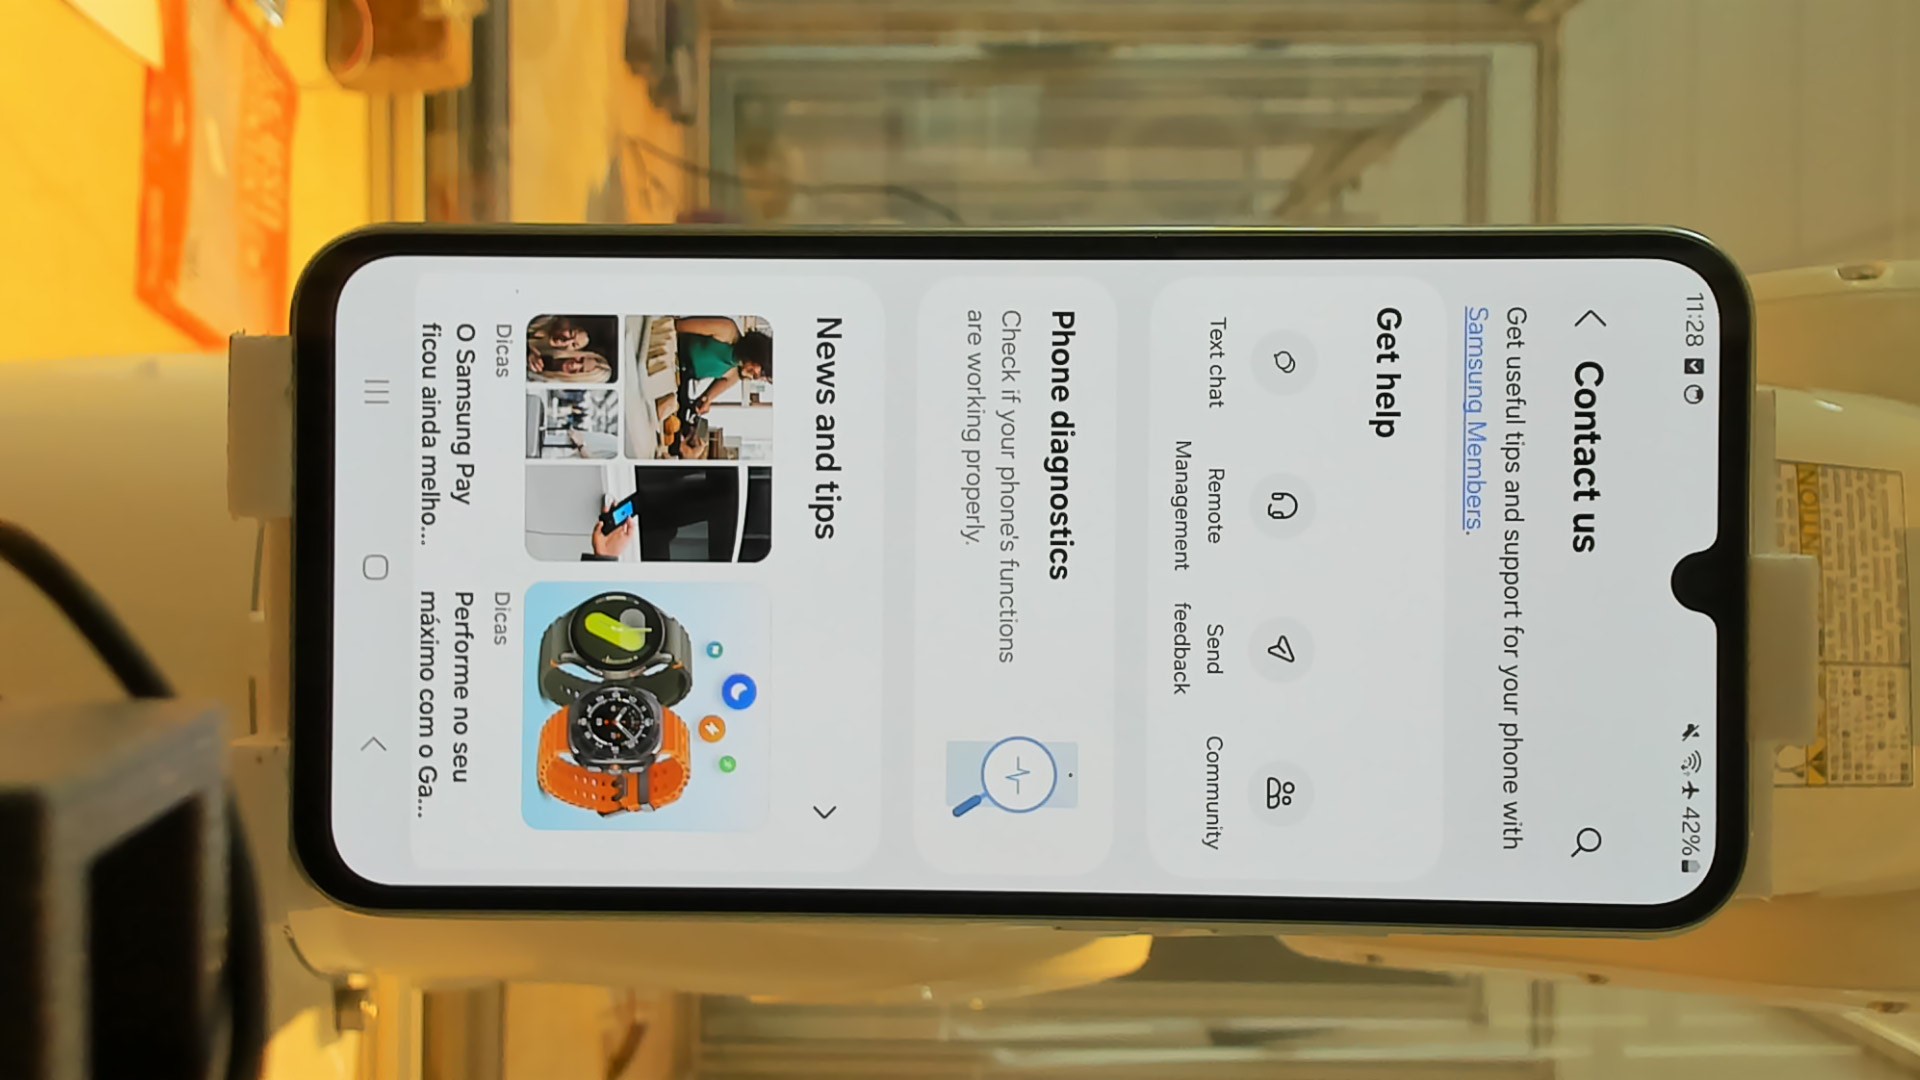 11:28
42%
Contact us
Get useful tips and support for your phone with
Samsung Members.
Get help
Text chat
Remote
Management
Send
feedback
Community
Phone diagnostics
Check if your phone's functions
are working properly.
News and tips
Dicas
O Samsung Pay
ficou ainda melho...
Dicas
Performe no seu
máximo com o Ga...